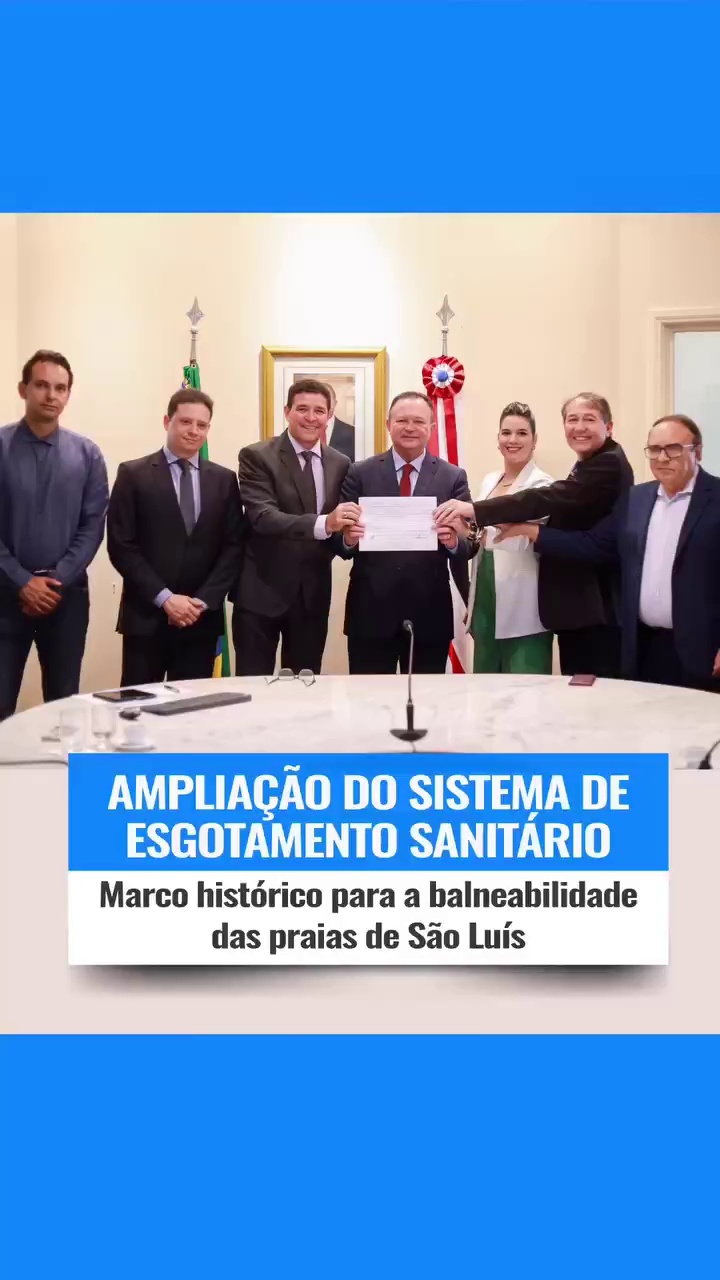 AMPLIAÇÃO DO SISTEMA DE
ESGOTAMENTO SANITÁRIO
Marco histórico para a balneabilidade
das praias de São Luís